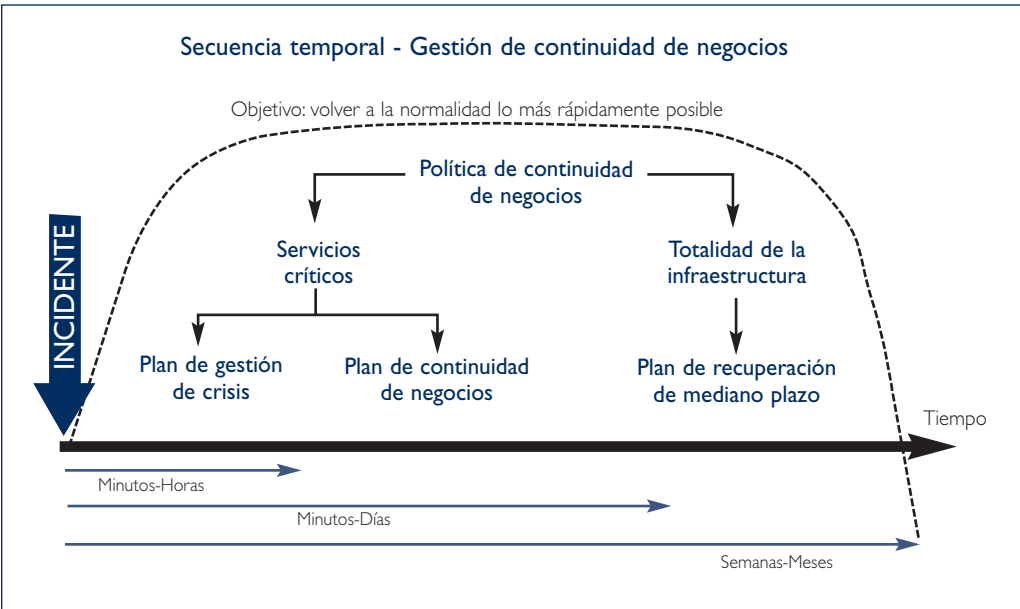 Secuencia temporal - Gestión de continuidad de negocios
Objetivo: volver a la normalidad lo más rápidamente posible
Política de continuidad
de negocios
Servicios
críticos
Totalidad de la
infraestructura
INCIDENTE
Plan de gestión
de crisis
Plan de continuidad
de negocios
Plan de recuperación
de mediano plazo
Tiempo
Minutos-Horas
Minutos-Días
Semanas-Meses